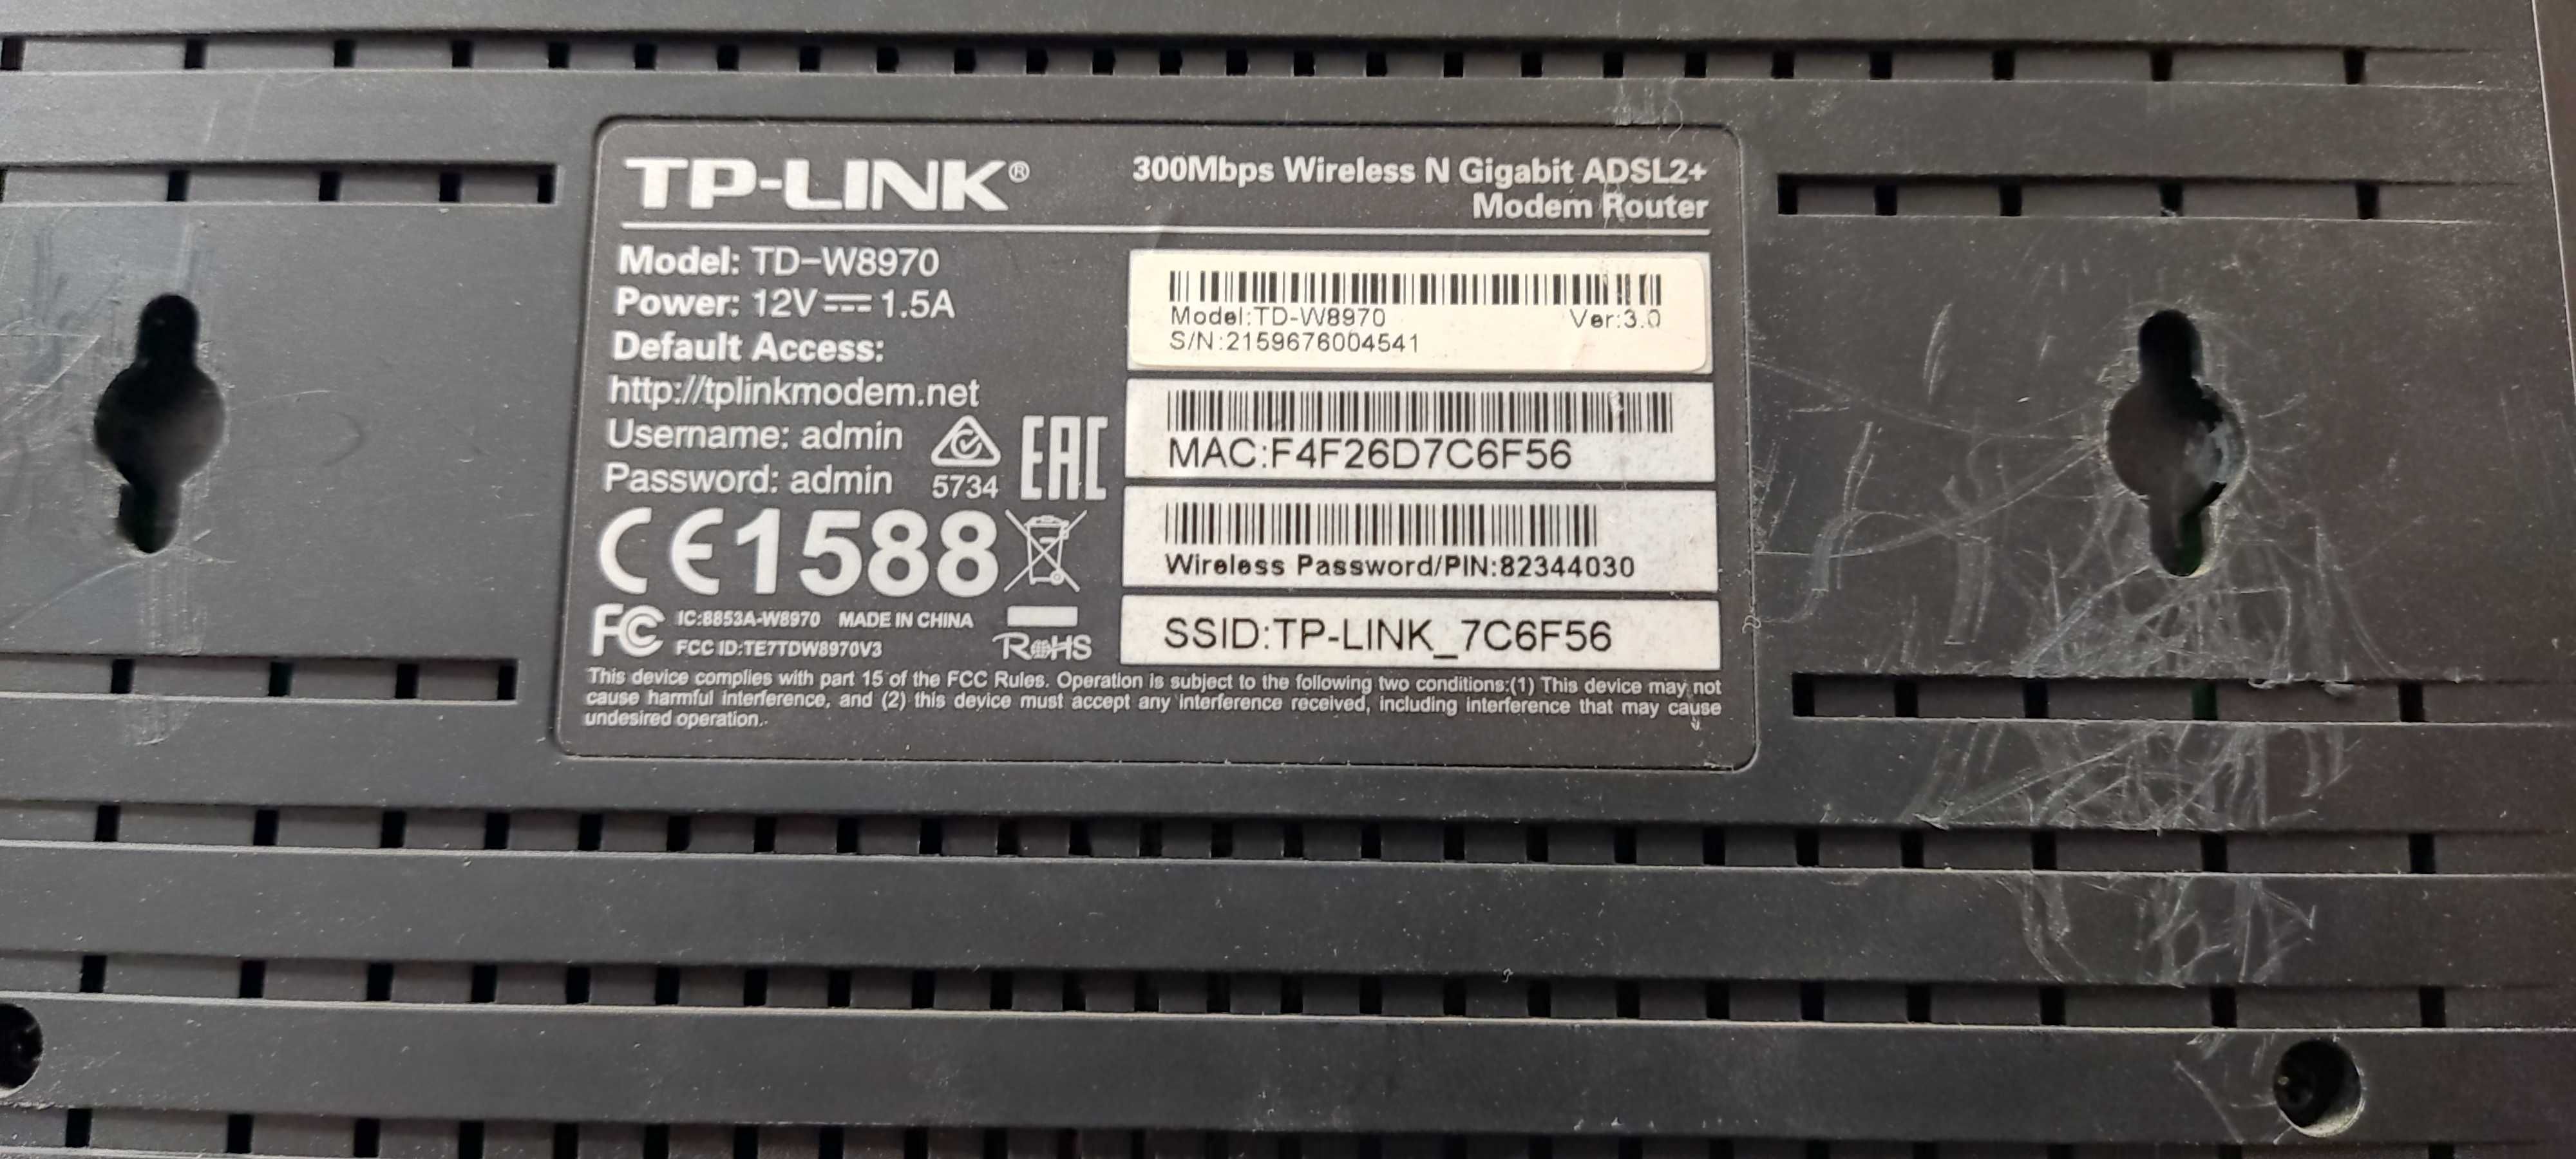 TP-LINK®
300Mbps Wireless N Gigabit ADSL2+
Modem Router
Model: TD-W8970
Power: 12V⎓1.5A
Default Access:
http://tplinkmodem.net
Username: admin
Password: admin
5734
EAC
CE1588
FC IC:8853A-W8970 MADE IN CHINA
FCC ID:TE7TDW8970V3
RoHS
Model:TD-W8970 Ver:3.0
S/N:2159676004541
MAC:F4F26D7C6F56
Wireless Password/PIN:82344030
SSID:TP-LINK_7C6F56
This device complies with part 15 of the FCC Rules. Operation is subject to the following two conditions:(1) This device may not
cause harmful interference, and (2) this device must accept any interference received, including interference that may cause
undesired operation.